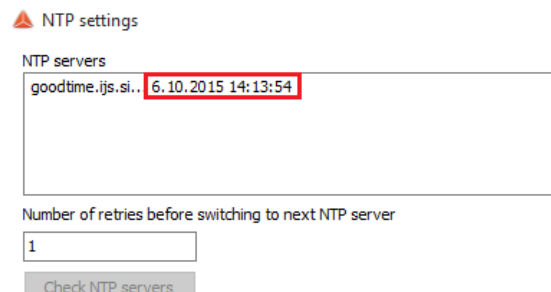 NTP settings
NTP servers
goodtime.ijs.si... 6.10.2015 14:13:54
Number of retries before switching to next NTP server
1
Check NTP servers